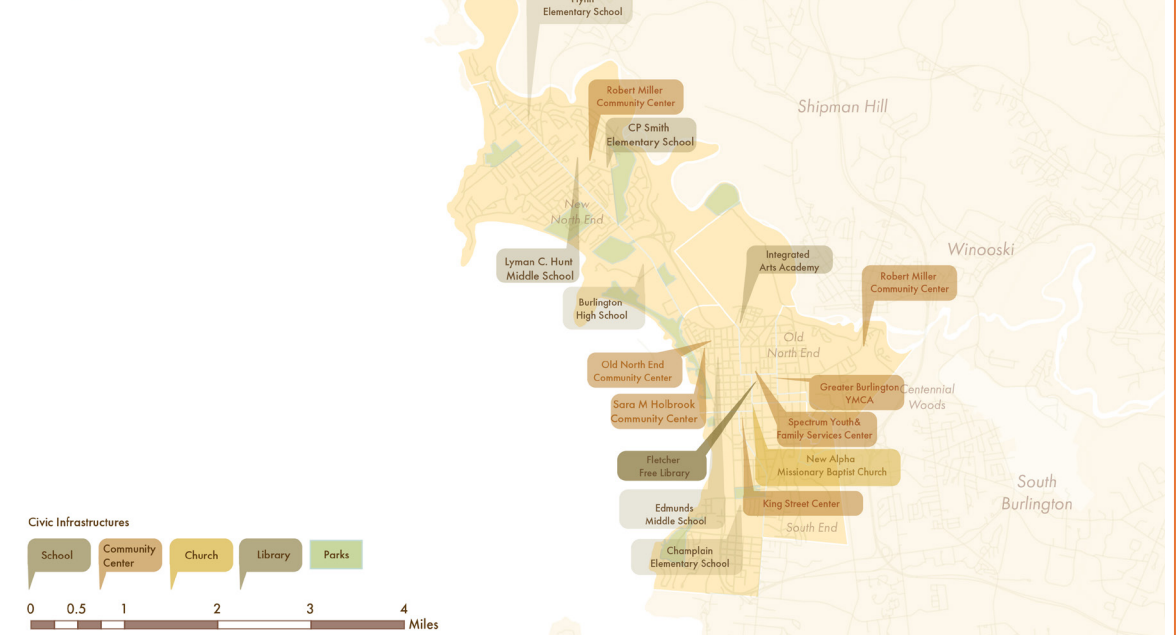 Elementary School
Robert Miller
Community Center
CP Smith
Elementary School
Shipman Hill
New
North End
Winooski
Integrated
Arts Academy
Lyman C. Hunt
Middle School
Robert Miller
Community Center
Burlington
High School
Old
North End
Old North End
Community Center
Greater Burlington
YMCA
Centennial
Woods
Sara M Holbrook
Community Center
Spectrum Youth&
Family Services Center
Fletcher
Free Library
New Alpha
Missionary Baptist Church
South
Burlington
King Street Center
Edmunds
Middle School
South End
Champlain
Elementary School
Civic Infrastructures
School
Community
Center
Church
Library
Parks
0 0.5 1 2 3 4
Miles